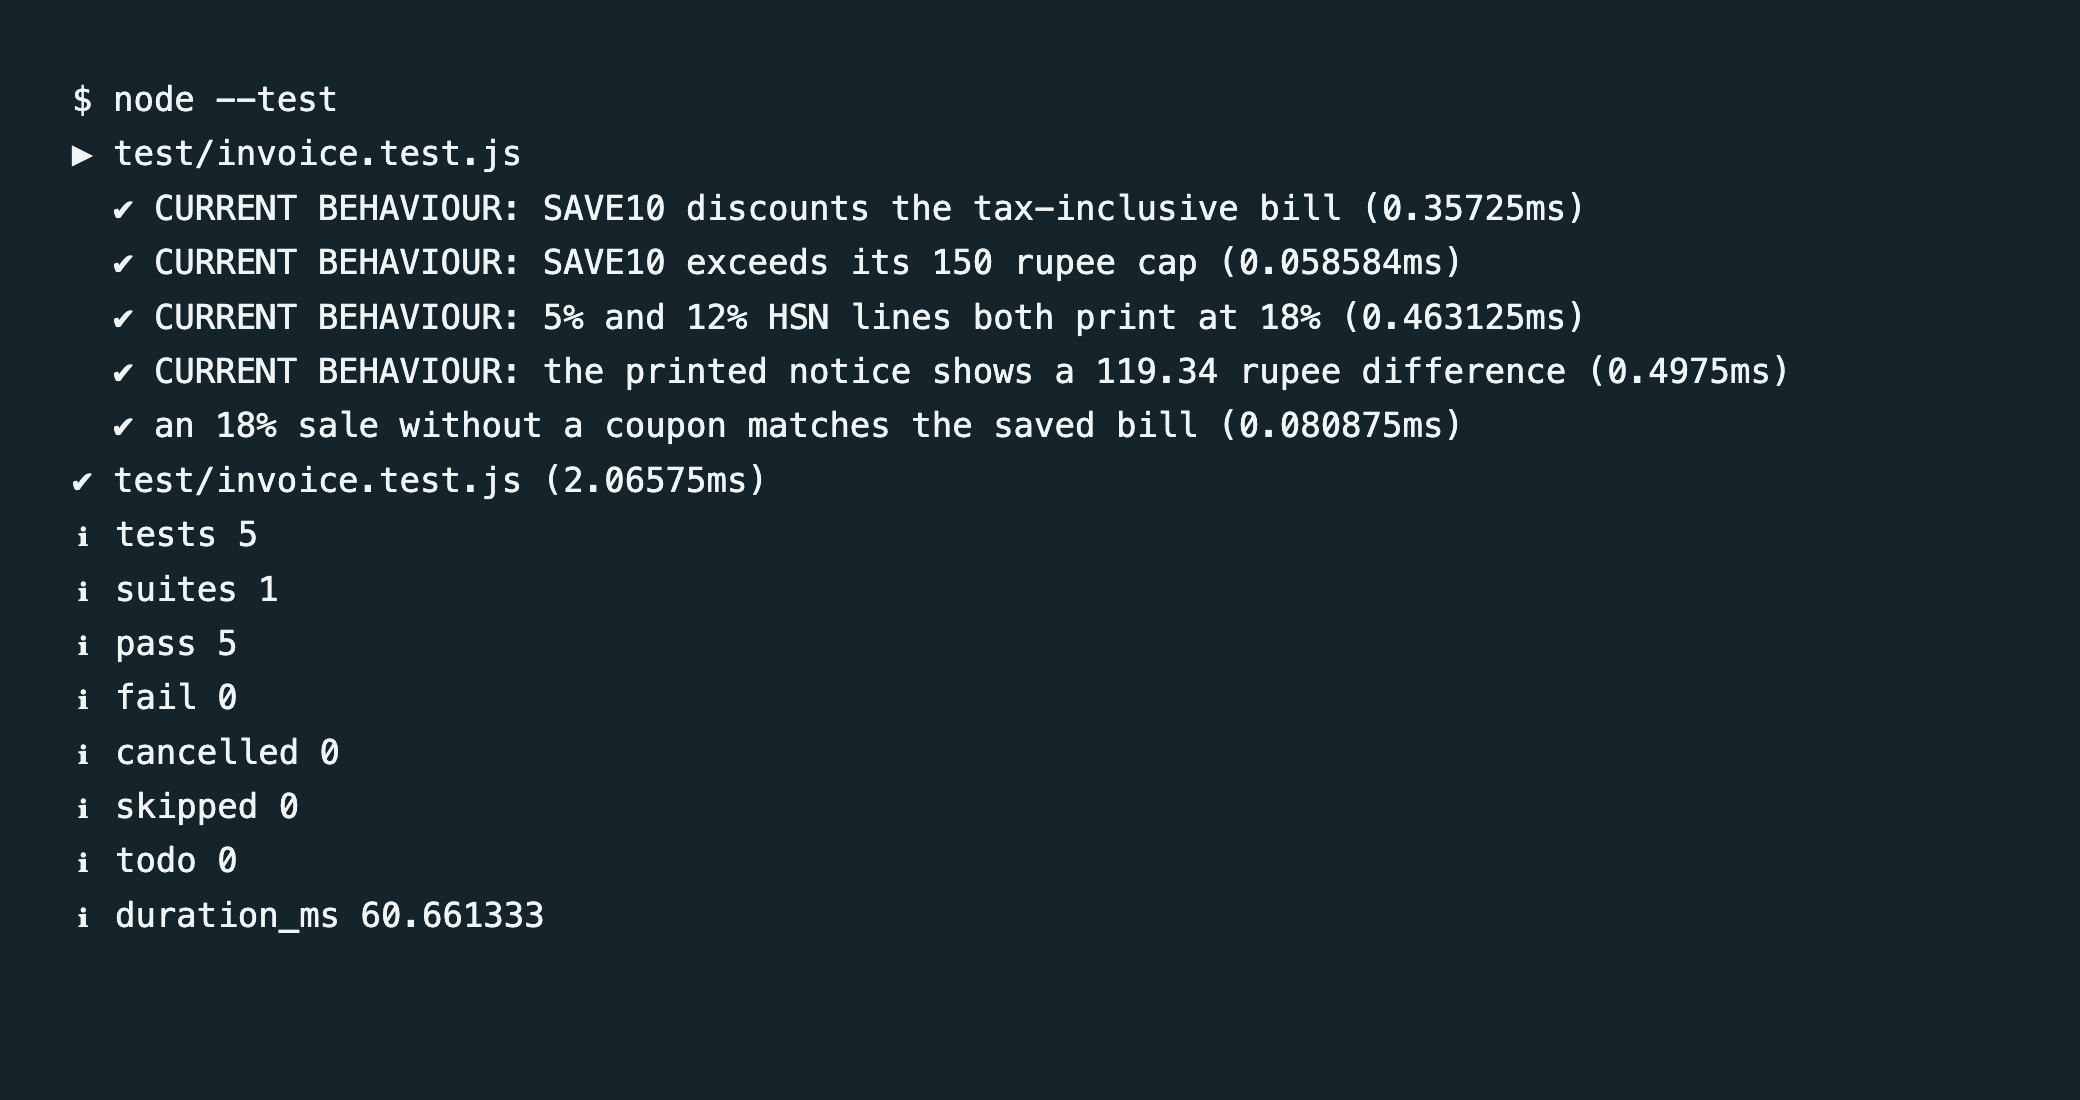 $ node --test
▶ test/invoice.test.js
✔ CURRENT BEHAVIOUR: SAVE10 discounts the tax-inclusive bill (0.35725ms)
✔ CURRENT BEHAVIOUR: SAVE10 exceeds its 150 rupee cap (0.058584ms)
✔ CURRENT BEHAVIOUR: 5% and 12% HSN lines both print at 18% (0.463125ms)
✔ CURRENT BEHAVIOUR: the printed notice shows a 119.34 rupee difference (0.4975ms)
✔ an 18% sale without a coupon matches the saved bill (0.080875ms)
✔ test/invoice.test.js (2.06575ms)
ℹ tests 5
ℹ suites 1
ℹ pass 5
ℹ fail 0
ℹ cancelled 0
ℹ skipped 0
ℹ todo 0
ℹ duration_ms 60.661333